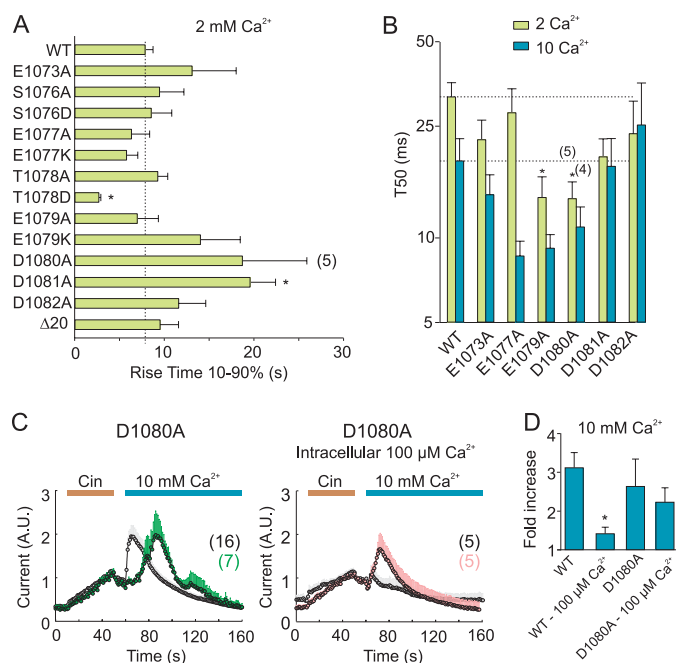 A
2 mM Ca²⁺
WT
E1073A
S1076A
S1076D
E1077A
E1077K
T1078A
T1078D
*
E1079A
E1079K
D1080A
(5)
D1081A
*
D1082A
Δ20
0 10 20 30
Rise Time 10-90% (s)
B
2 Ca²⁺
10 Ca²⁺
T50 (ms)
50
25
10
5
(5)
* * (4)
WT E1073A E1077A E1079A D1080A D1081A D1082A
C
D1080A
Cin 10 mM Ca²⁺
Current (A.U.)
3
2
1
0
(16)
(7)
0 40 80 120 160
Time (s)
D1080A
Intracellular 100 μM Ca²⁺
Cin 10 mM Ca²⁺
Current (A.U.)
3
2
1
0
(5)
(5)
0 40 80 120 160
Time (s)
D
10 mM Ca²⁺
Fold increase
4
3
2
1
*
WT
WT - 100 μM Ca²⁺
D1080A
D1080A - 100 μM Ca²⁺